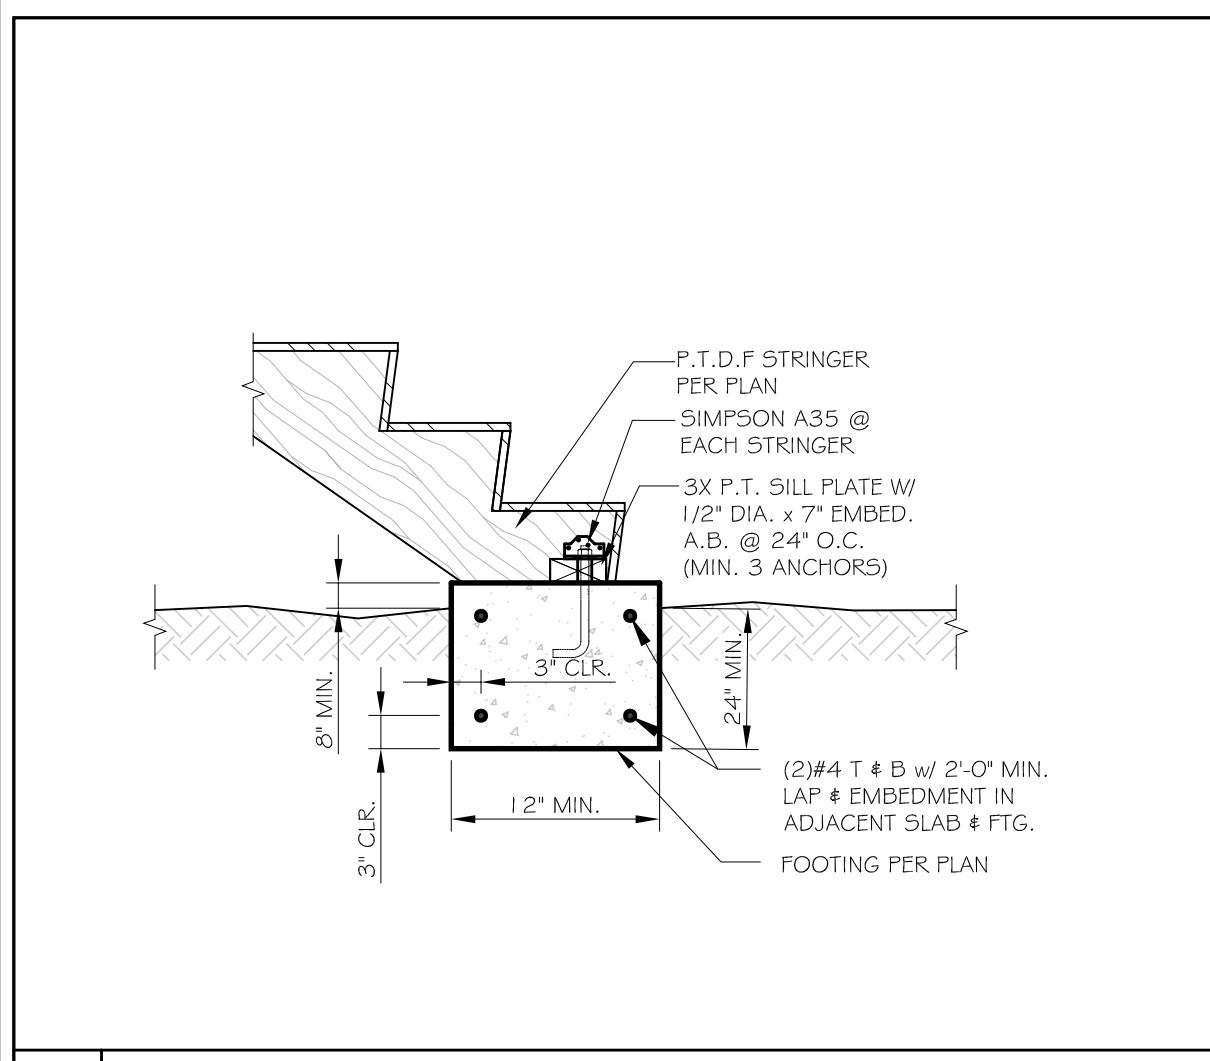 P.T.D.F STRINGER
PER PLAN
SIMPSON A35 @
EACH STRINGER
3X P.T. SILL PLATE W/
1/2" DIA. x 7" EMBED.
A.B. @ 24" O.C.
(MIN. 3 ANCHORS)
8" MIN.
3" CLR.
24" MIN.
3" CLR.
12" MIN.
(2)#4 T & B w/ 2'-0" MIN.
LAP & EMBEDMENT IN
ADJACENT SLAB & FTG.
FOOTING PER PLAN